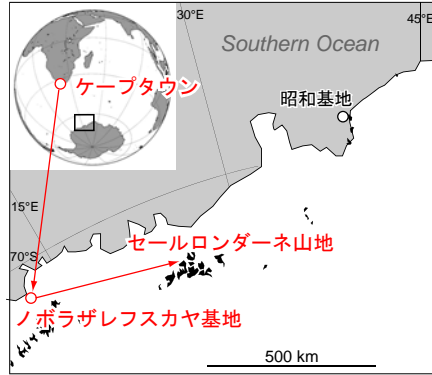 30°E
45°E
Southern Ocean
ケープタウン
昭和基地
15°E
セールロンダーネ山地
70°S
ノボラザレフスカヤ基地
500 km